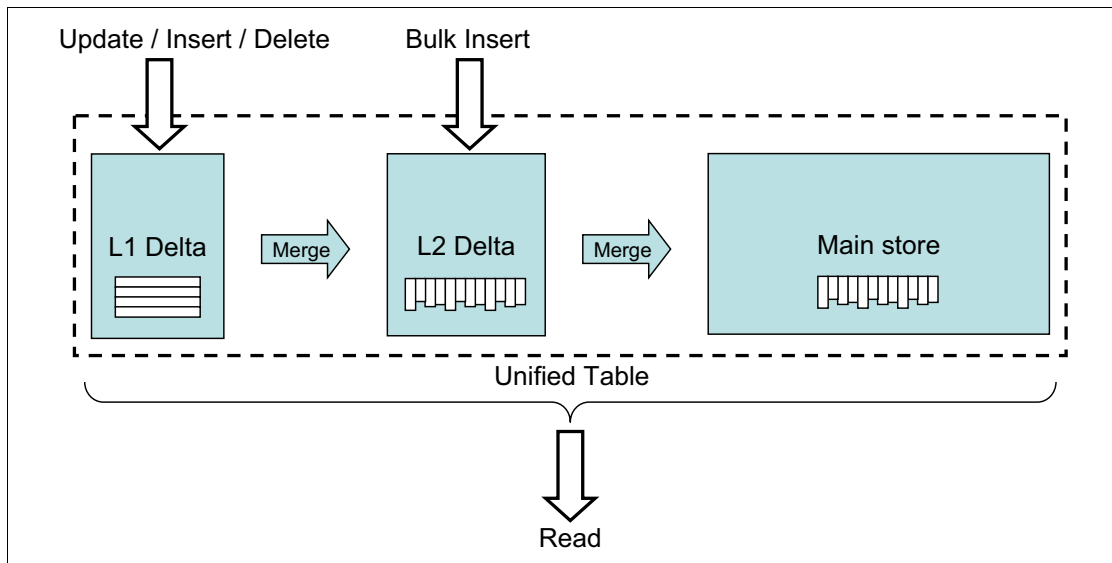 Update / Insert / Delete
Bulk Insert
L1 Delta
Merge
L2 Delta
Merge
Main store
Unified Table
Read